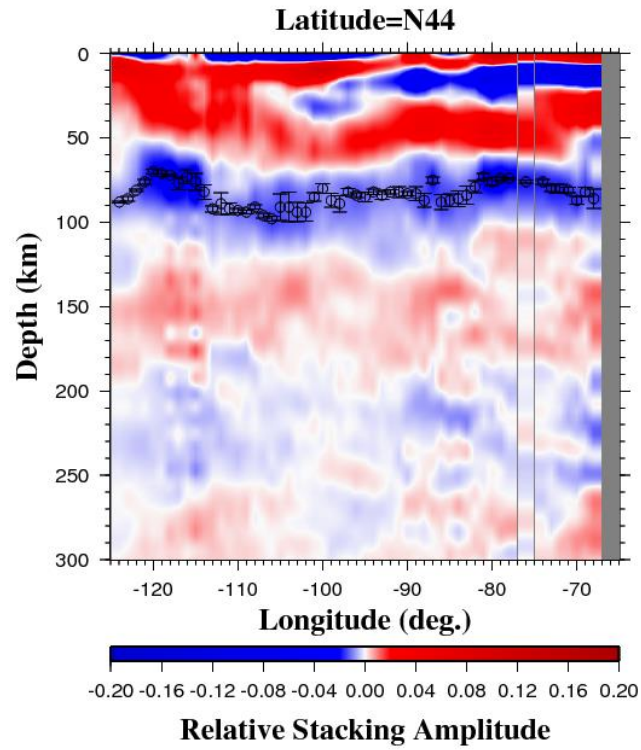 Latitude=N44
0
50
100
150
200
250
300
Depth (km)
-120 -110 -100 -90 -80 -70
Longitude (deg.)
-0.20 -0.16 -0.12 -0.08 -0.04 0.00 0.04 0.08 0.12 0.16 0.20
Relative Stacking Amplitude